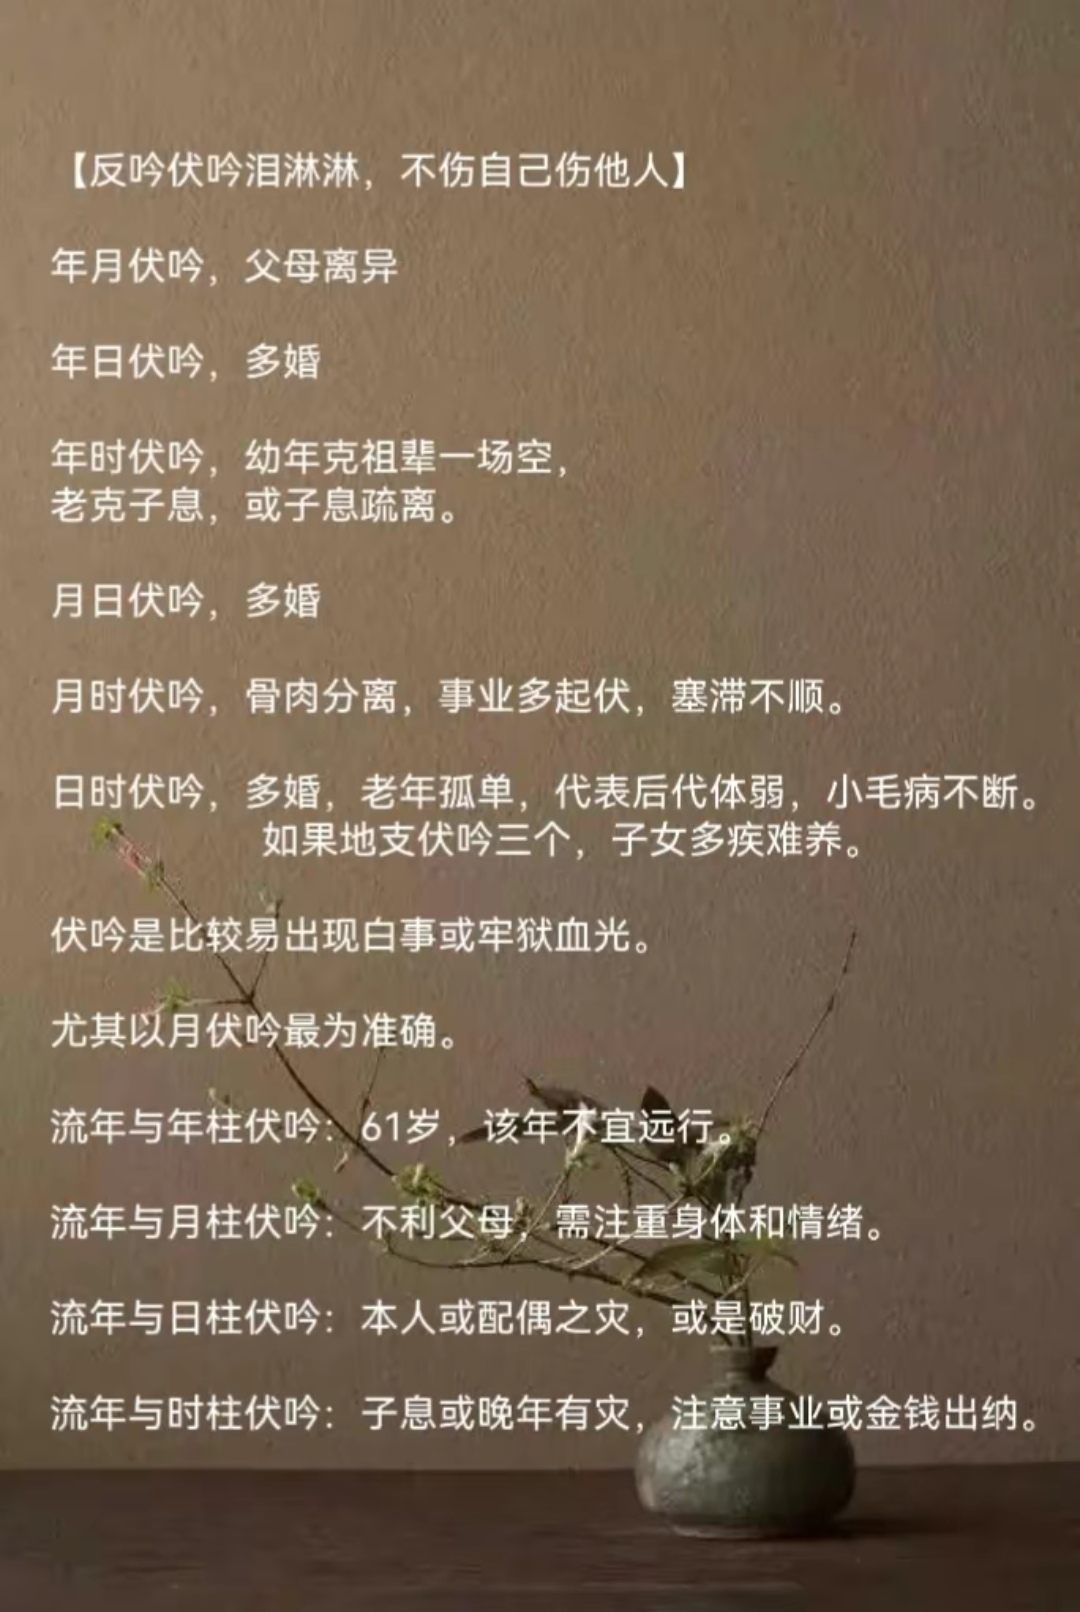 【反吟伏吟泪淋淋，不伤自己伤他人】
年月伏吟，父母离异
年日伏吟，多婚
年时伏吟，幼年克祖辈一场空，
老克子息，或子息疏离。
月日伏吟，多婚
月时伏吟，骨肉分离，事业多起伏，塞滞不顺。
日时伏吟，多婚，老年孤单，代表后代体弱，小毛病不断。
如果地支伏吟三个，子女多疾难养。
伏吟是比较易出现白事或牢狱血光。
尤其以月伏吟最为准确。
流年与年柱伏吟：61岁，该年不宜远行。
流年与月柱伏吟：不利父母，需注重身体和情绪。
流年与日柱伏吟：本人或配偶之灾，或是破财。
流年与时柱伏吟：子息或晚年有灾，注意事业或金钱出纳。